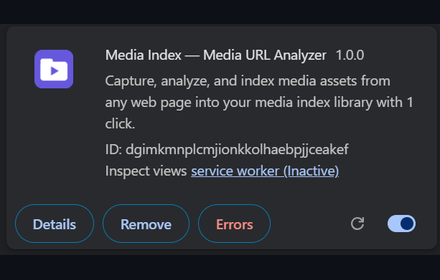 Media Index — Media URL Analyzer 1.0.0
Capture, analyze, and index media assets from
any web page into your media index library with 1
click.
ID: dgimkmnplcmjionkkolhaebpjjceakef
Inspect views service worker (Inactive)
Details Remove Errors